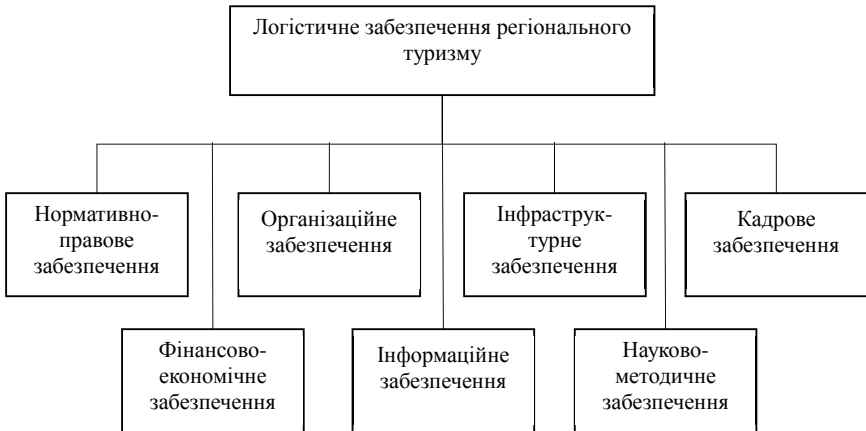 Логістичне забезпечення регіонального
туризму
Нормативно-
правове
забезпечення
Організаційне
забезпечення
Інфраструк-
турне
забезпечення
Кадрове
забезпечення
Фінансово-
економічне
забезпечення
Інформаційне
забезпечення
Науково-
методичне
забезпечення